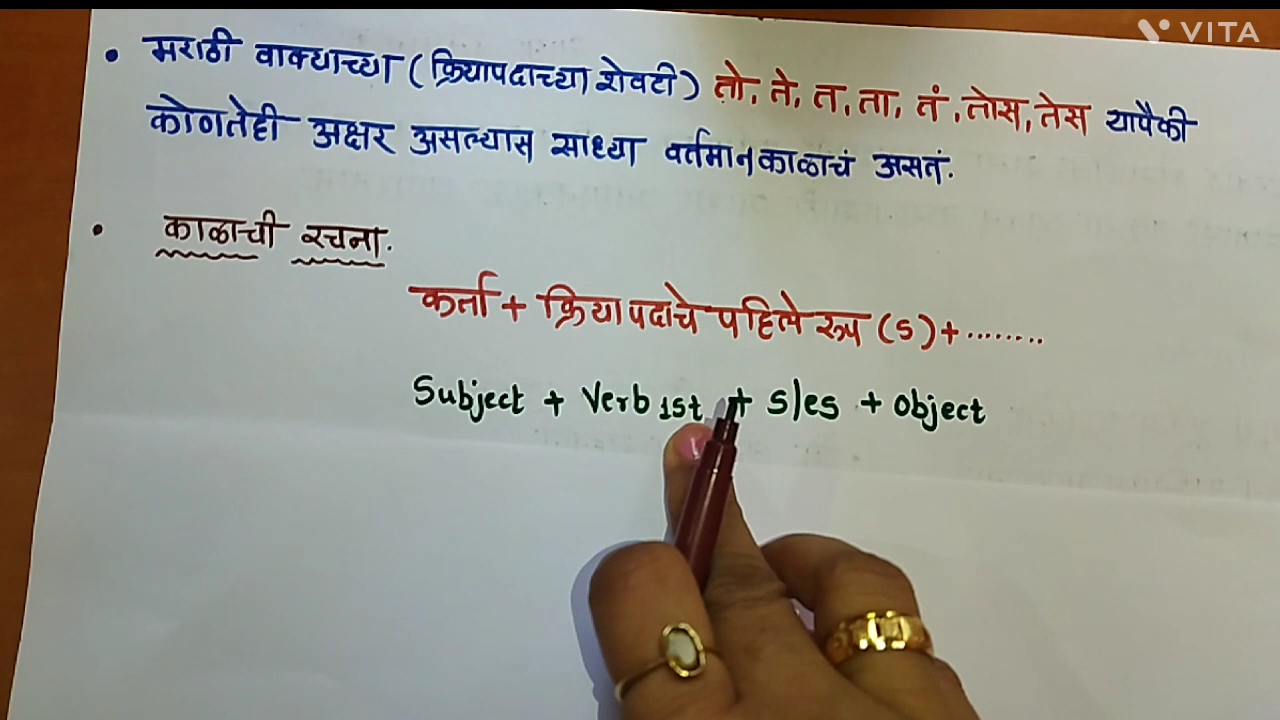 VITA
• मराठी वाक्याच्या (क्रियापदाच्या शेवटी) तो, ते, त, ता, तं, तोस, तेस यापैकी
कोणतेही अक्षर असल्यास साध्या वर्तमानकाळाचं असतं.
• काळाची रचना.
कर्ता + क्रियापदाचे पहिले रूप (s) + ........
Subject + Verb 1st + s/es + object